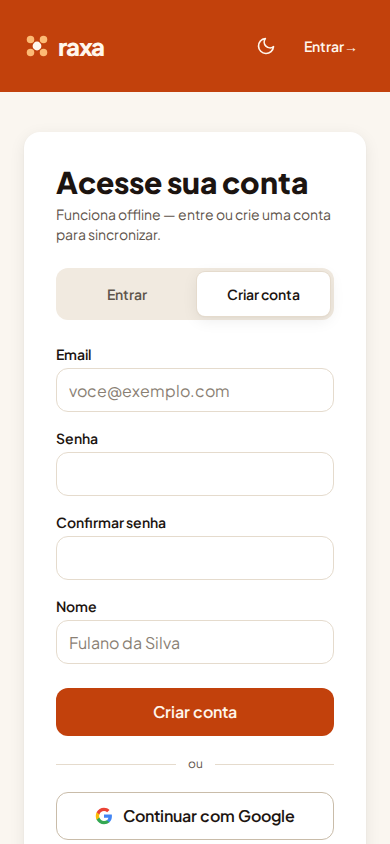 raxa
Entrar→
Acesse sua conta
Funciona offline — entre ou crie uma conta
para sincronizar.
Entrar
Criar conta
Email
voce@exemplo.com
Senha
Confirmar senha
Nome
Fulano da Silva
Criar conta
ou
Continuar com Google